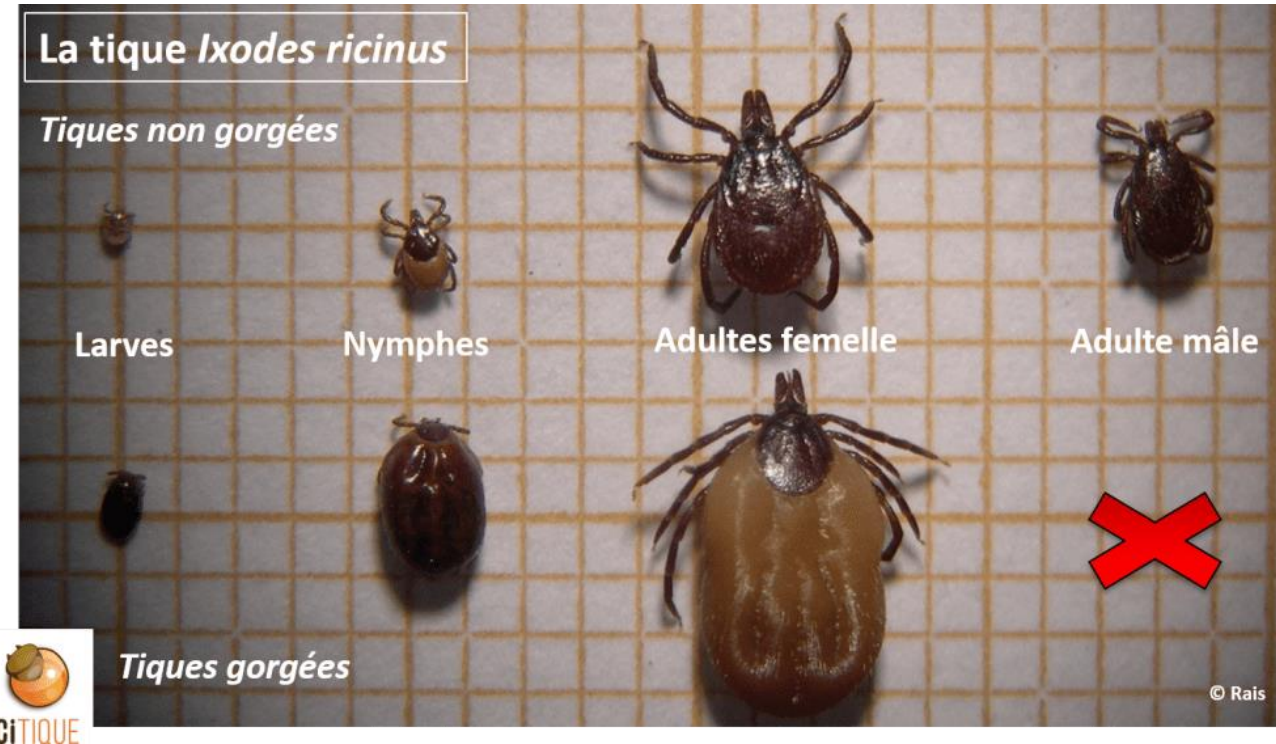 La tique Ixodes ricinus
Tiques non gorgées
Larves
Nymphes
Adultes femelle
Adulte mâle
Tiques gorgées
© Rais
CiTIQUE